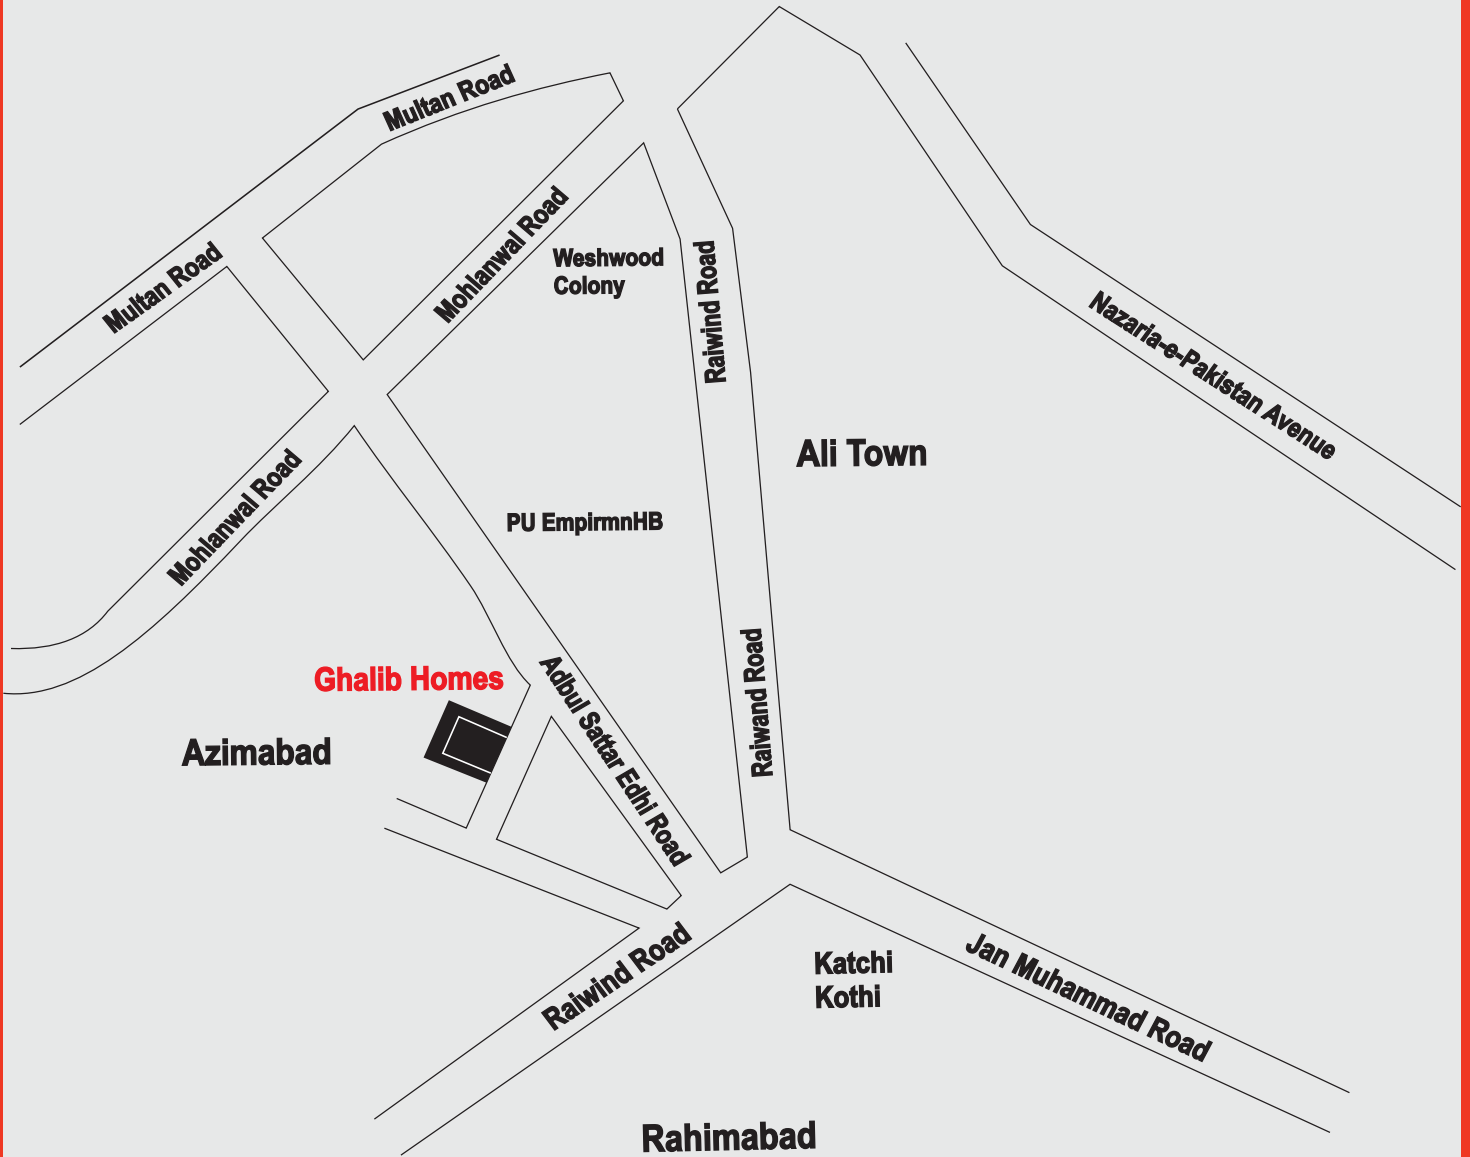 Multan Road
Multan Road
Mohlanwal Road
Weshwood
Colony
Raiwind Road
Nazaria-e-Pakistan Avenue
Ali Town
Mohlanwal Road
PU EmpirmnHB
Ghalib Homes
Adbul Sattar Edhi Road
Raiwand Road
Azimabad
Raiwind Road
Katchi
Kothi
Jan Muhammad Road
Rahimabad